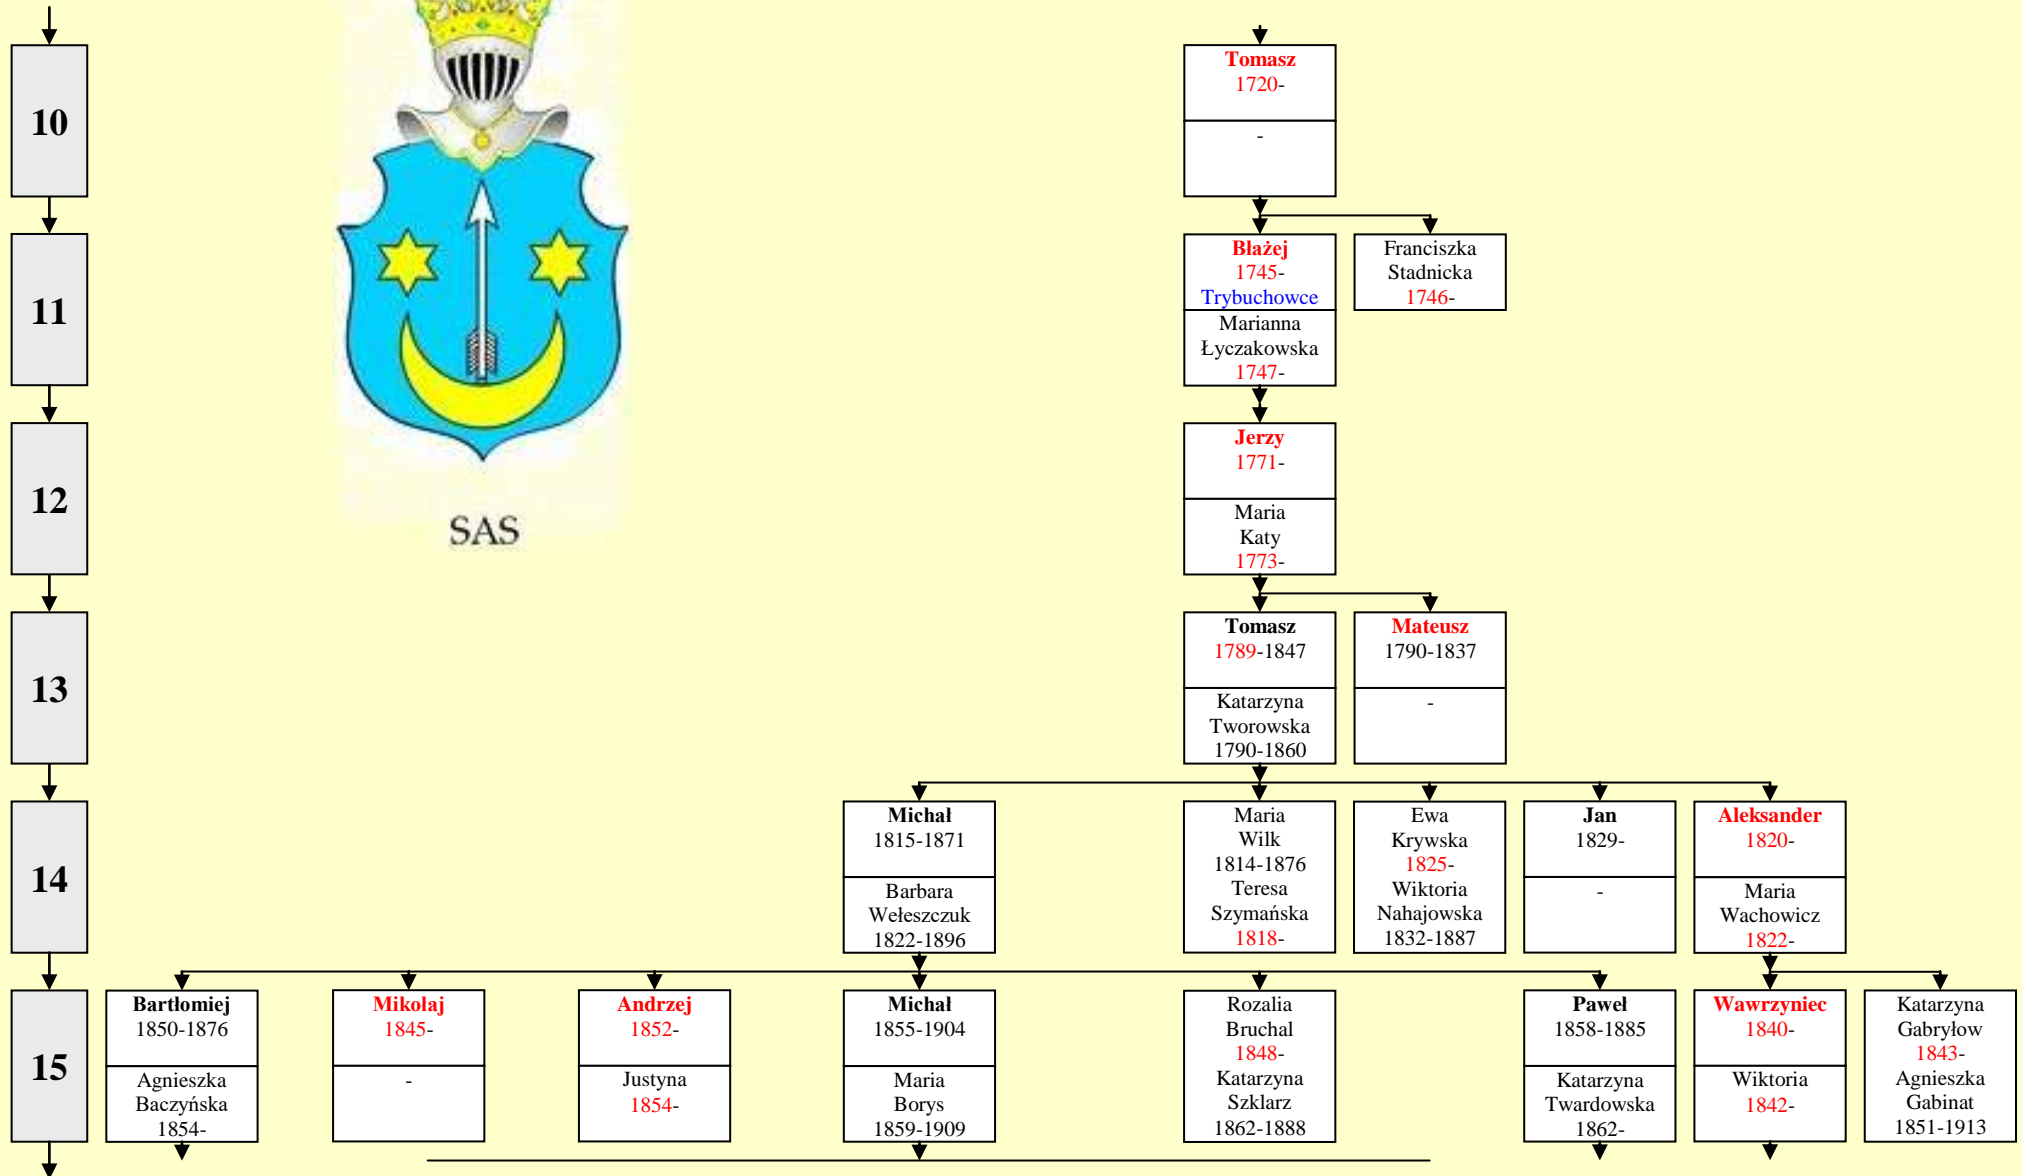 10
Tomasz
1720-
-
11
Błażej
1745-
Trybuchowce
Marianna
Łyczakowska
1747-
Franciszka
Stadnicka
1746-
12
Jerzy
1771-
Maria
Katy
1773-
SAS
13
Tomasz
1789-1847
Katarzyna
Tworowska
1790-1860
Mateusz
1790-1837
-
14
Michał
1815-1871
Barbara
Wełeszczuk
1822-1896
Maria
Wilk
1814-1876
Teresa
Szymańska
1818-
Ewa
Krywska
1825-
Wiktoria
Nahajowska
1832-1887
Jan
1829-
-
Aleksander
1820-
Maria
Wachowicz
1822-
15
Bartłomiej
1850-1876
Agnieszka
Baczyńska
1854-
Mikołaj
1845-
-
Andrzej
1852-
Justyna
1854-
Michał
1855-1904
Maria
Borys
1859-1909
Rozalia
Bruchal
1848-
Katarzyna
Szklarz
1862-1888
Paweł
1858-1885
Katarzyna
Twardowska
1862-
Wawrzyniec
1840-
Wiktoria
1842-
Katarzyna
Gabryłow
1843-
Agnieszka
Gabinat
1851-1913